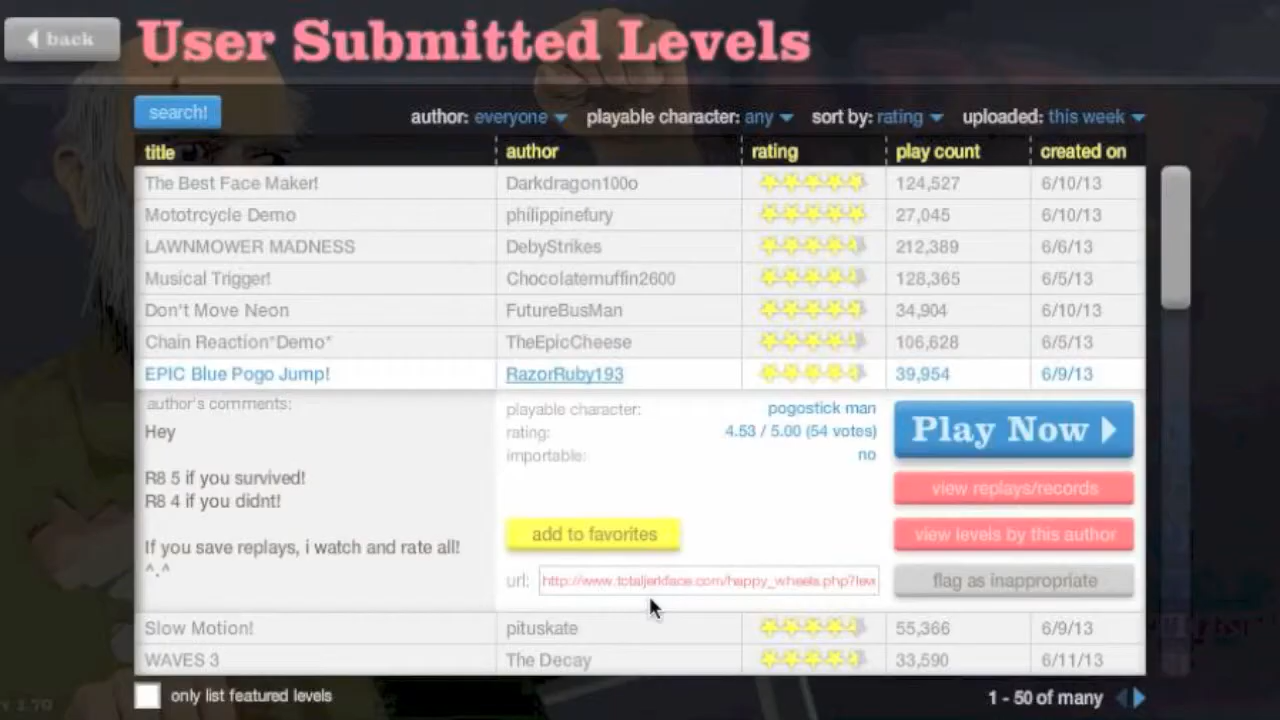 back
User Submitted Levels
search!
author: everyone playable character: any sort by: rating uploaded: this week
title author rating play count created on
The Best Face Maker! Darkdragon100o 124,527 6/10/13
Mototrcycle Demo philippinefury 27,045 6/10/13
LAWNMOWER MADNESS DebyStrikes 212,389 6/6/13
Musical Trigger! Chocolatemuffin2600 128,365 6/5/13
Don't Move Neon FutureBusMan 34,904 6/10/13
Chain Reaction*Demo* TheEpicCheese 106,628 6/5/13
EPIC Blue Pogo Jump! RazorRuby193 39,954 6/9/13
author's comments:
Hey
R8 5 if you survived!
R8 4 if you didnt!
If you save replays, i watch and rate all!
^.^
playable character: pogostick man
rating: 4.53 / 5.00 (54 votes)
importable: no
add to favorites
url: http://www.totaljerkface.com/happy_wheels.php?lev
Play Now
view replays/records
view levels by this author
flag as inappropriate
Slow Motion! pituskate 55,366 6/9/13
WAVES 3 The Decay 33,590 6/11/13
only list featured levels
1 - 50 of many
v 1.70